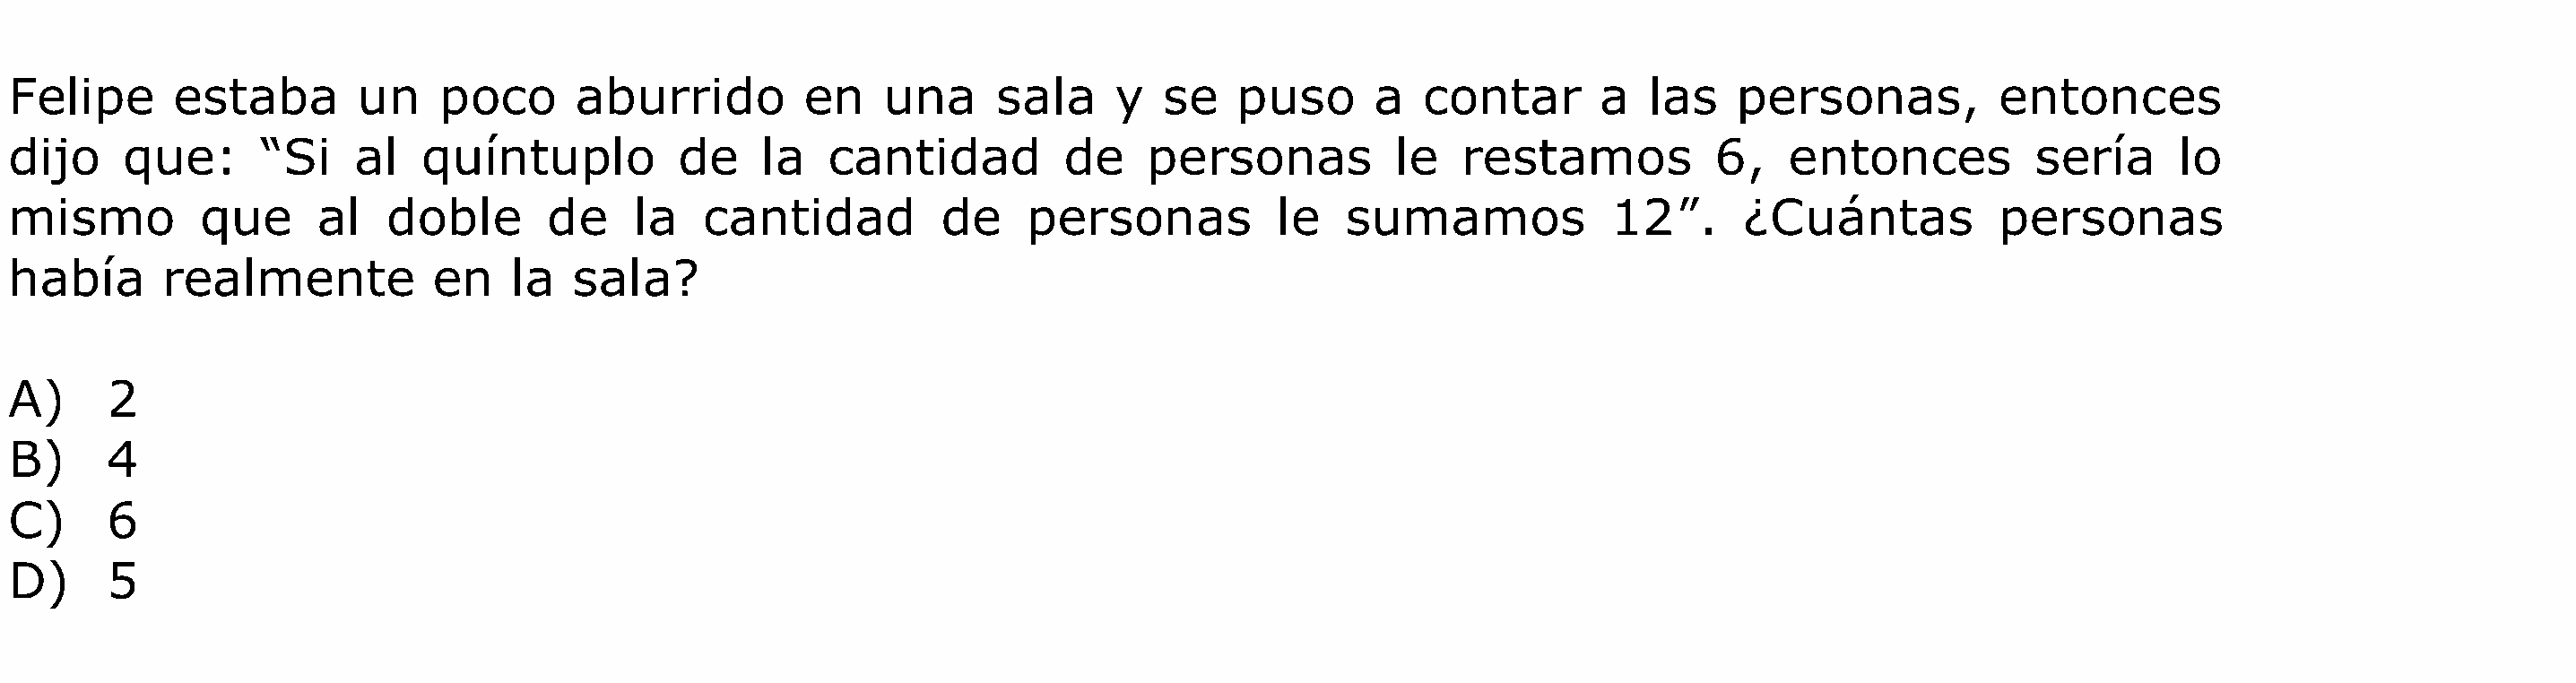 Felipe estaba un poco aburrido en una sala y se puso a contar a las personas, entonces
dijo que: “Si al quíntuplo de la cantidad de personas le restamos 6, entonces sería lo
mismo que al doble de la cantidad de personas le sumamos 12”. ¿Cuántas personas
había realmente en la sala?
A) 2
B) 4
C) 6
D) 5